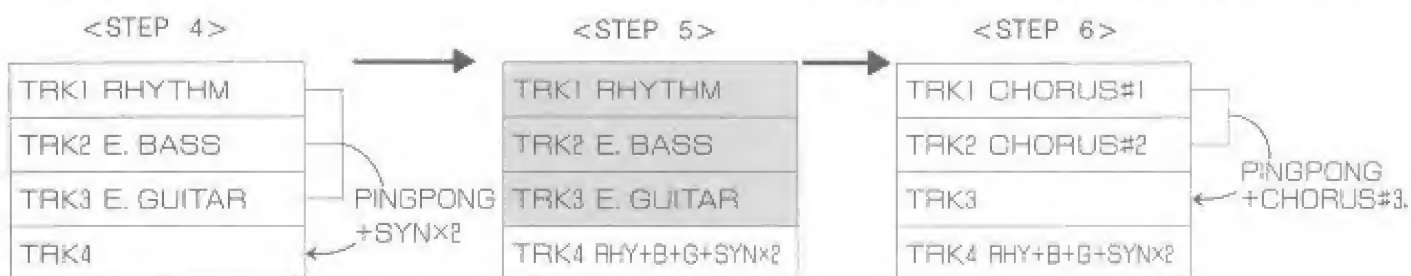 <STEP 4>
TRK1 RHYTHM
TRK2 E. BASS
TRK3 E. GUITAR
TRK4
PINGPONG
+SYN×2
<STEP 5>
TRK1 RHYTHM
TRK2 E. BASS
TRK3 E. GUITAR
TRK4 RHY+B+G+SYN×2
<STEP 6>
TRK1 CHORUS#1
TRK2 CHORUS#2
TRK3
TRK4 RHY+B+G+SYN×2
PINGPONG
+CHORUS#3.